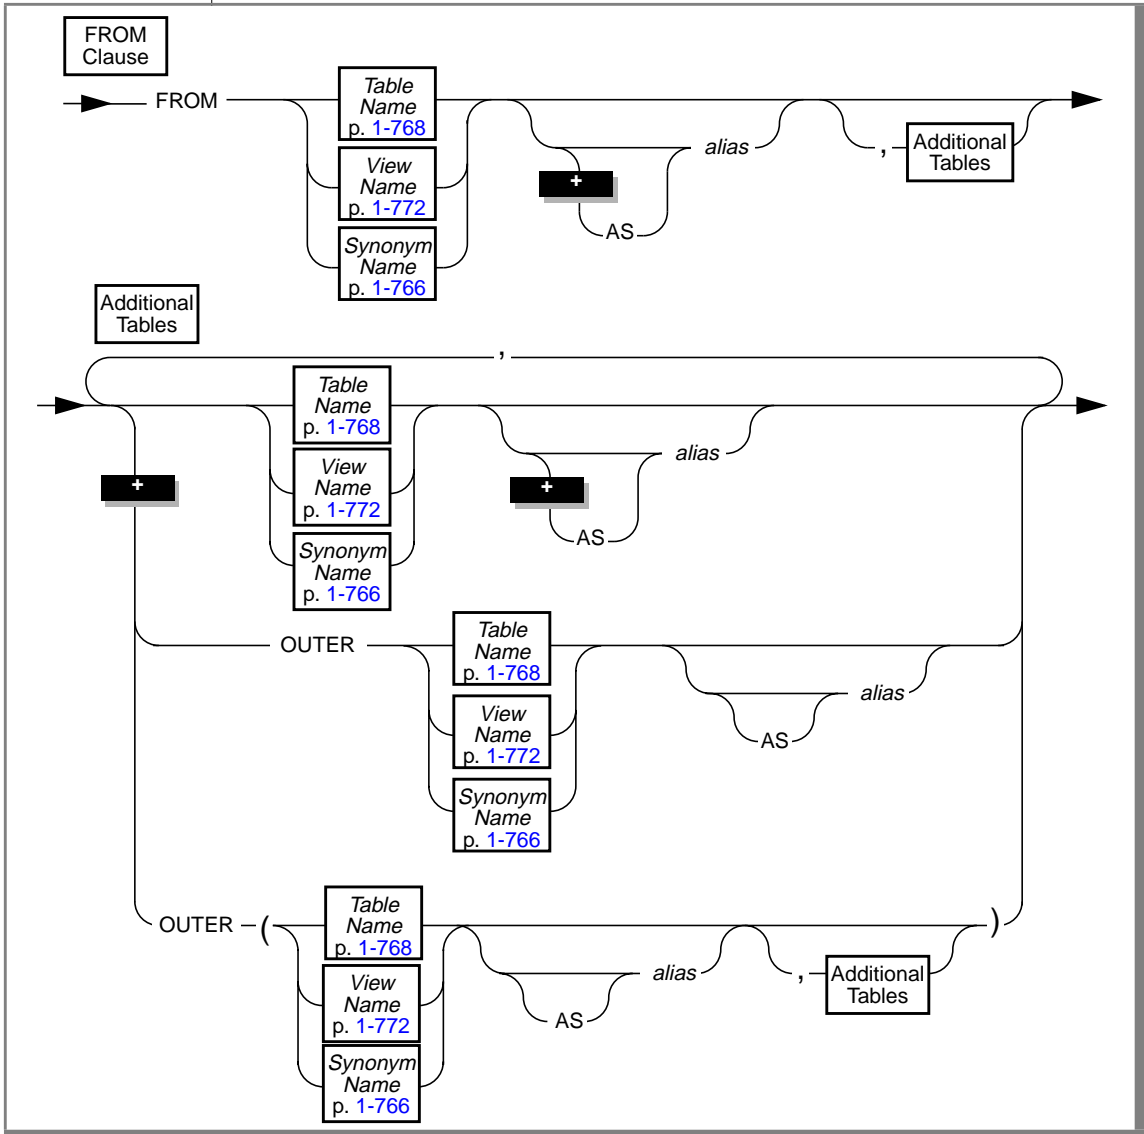 FROM
Clause
FROM
Table
Name
p. 1-768
View
Name
p. 1-772
Synonym
Name
p. 1-766
+
AS
alias
,
Additional
Tables
Additional
Tables
,
Table
Name
p. 1-768
View
Name
p. 1-772
Synonym
Name
p. 1-766
+
+
AS
alias
OUTER
Table
Name
p. 1-768
View
Name
p. 1-772
Synonym
Name
p. 1-766
AS
alias
OUTER
(
Table
Name
p. 1-768
View
Name
p. 1-772
Synonym
Name
p. 1-766
AS
alias
,
Additional
Tables
)